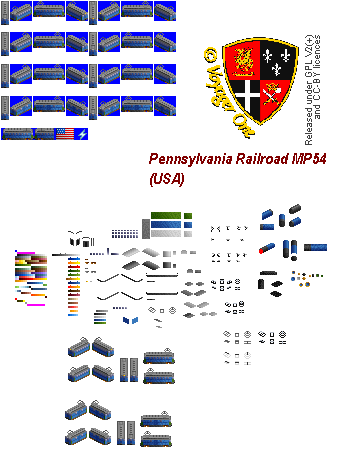 © Voyager One
Released under GPL V2(+)
and CC-BY licences
Pennsylvania Railroad MP54
(USA)